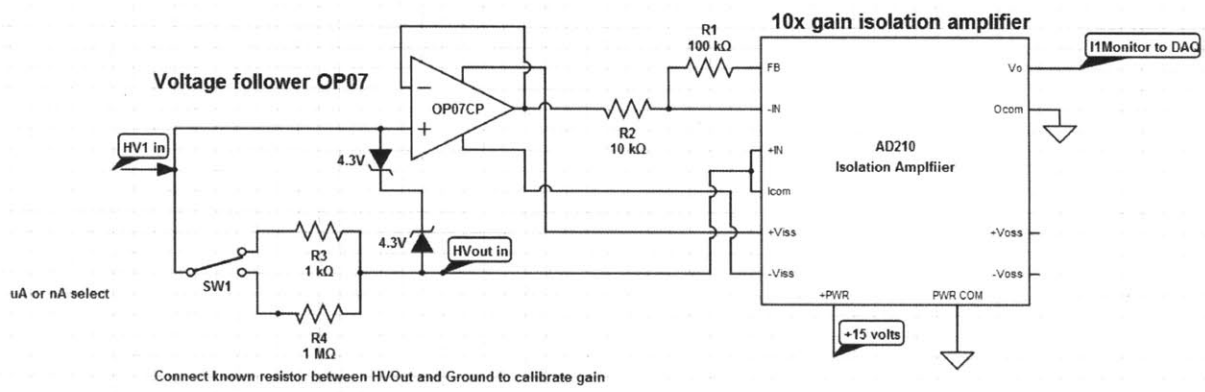 10x gain isolation amplifier
R1
100 kΩ
I1Monitor to DAQ
FB
Vo
Voltage follower OP07
OP07CP
-IN
Ocom
R2
10 kΩ
HV1 in
4.3V
+IN
AD210
Isolation Amplfiier
Icom
4.3V
HVout in
+Viss
+Voss
R3
1 kΩ
-Viss
-Voss
SW1
uA or nA select
+PWR
PWR COM
R4
1 MΩ
+15 volts
Connect known resistor between HVOut and Ground to calibrate gain